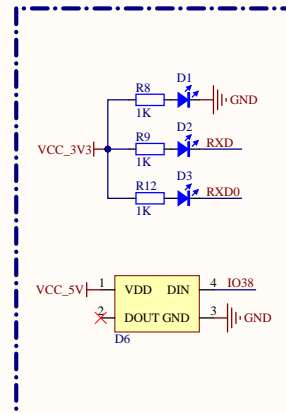 R8 D1
1K GND
R9 D2
VCC_3V3 1K RXD
R12 D3
1K RXD0
VCC_5V 1 VDD DIN 4 IO38
2 DOUT GND 3 GND
D6